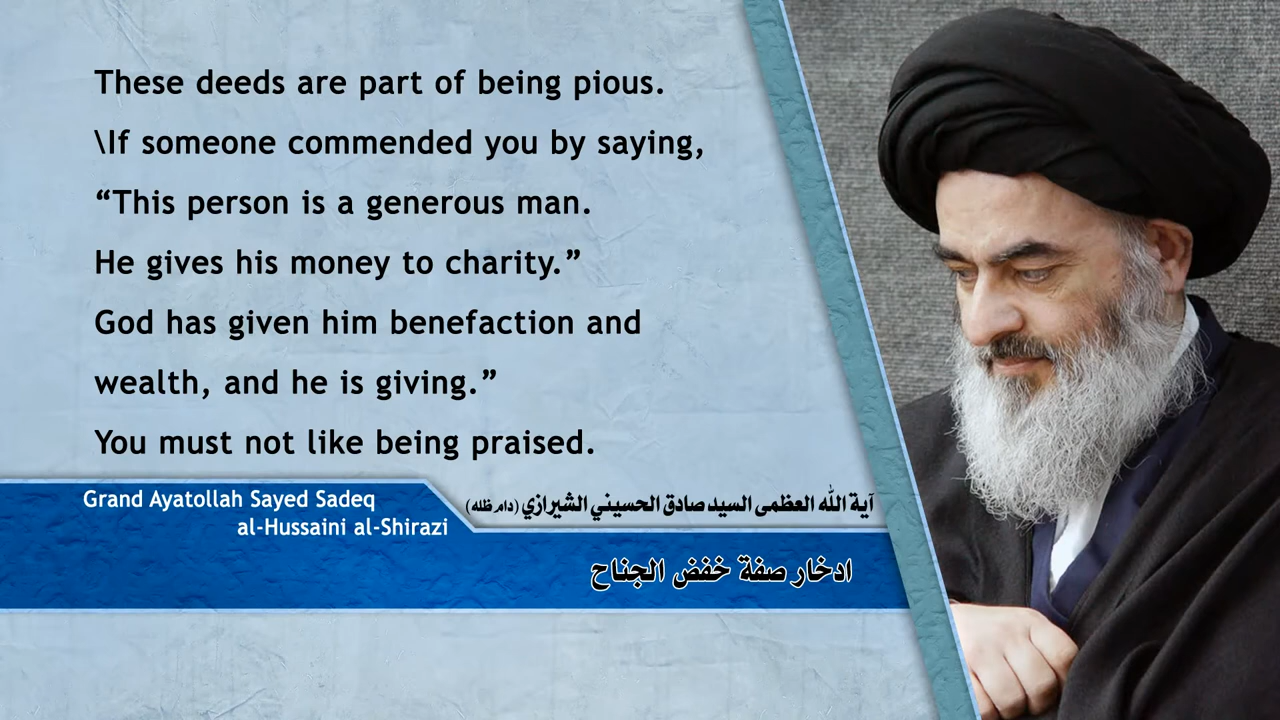 These deeds are part of being pious.
\If someone commended you by saying,
“This person is a generous man.
He gives his money to charity.”
God has given him benefaction and
wealth, and he is giving.”
You must not like being praised.
Grand Ayatollah Sayed Sadeq
al-Hussaini al-Shirazi
آية الله العظمى السيد صادق الحسيني الشيرازي (دام ظله)
ادخار صفة خفض الجناح